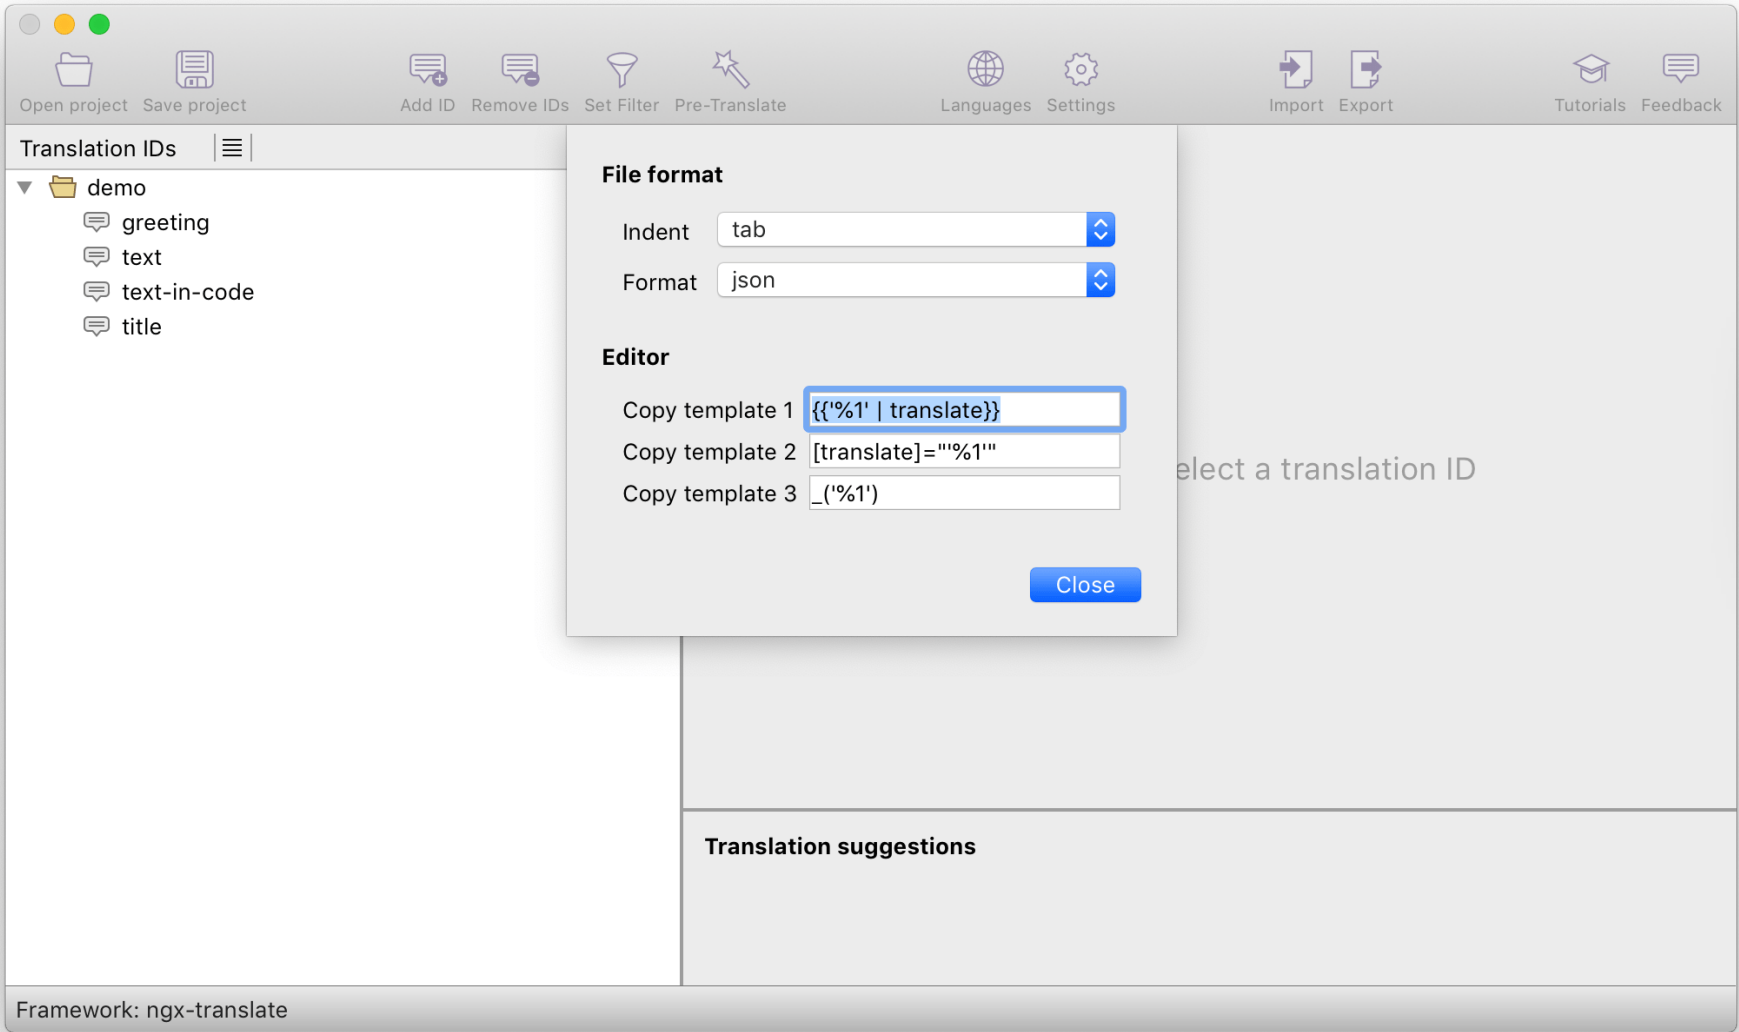 Open project Save project Add ID Remove IDs Set Filter Pre-Translate Languages Settings Import Export Tutorials Feedback
Translation IDs
demo
greeting
text
text-in-code
title
File format
Indent tab
Format json
Editor
Copy template 1 {{'%1' | translate}}
Copy template 2 [translate]="'%1'"
Copy template 3 _('%1')
Close
elect a translation ID
Translation suggestions
Framework: ngx-translate